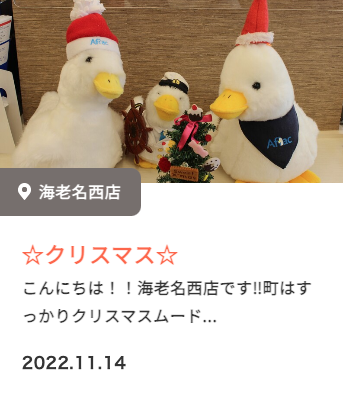 Aflac
Aflac
海老名西店
☆クリスマス☆
こんにちは！！海老名西店です!!町はす
っかりクリスマスムード...
2022.11.14